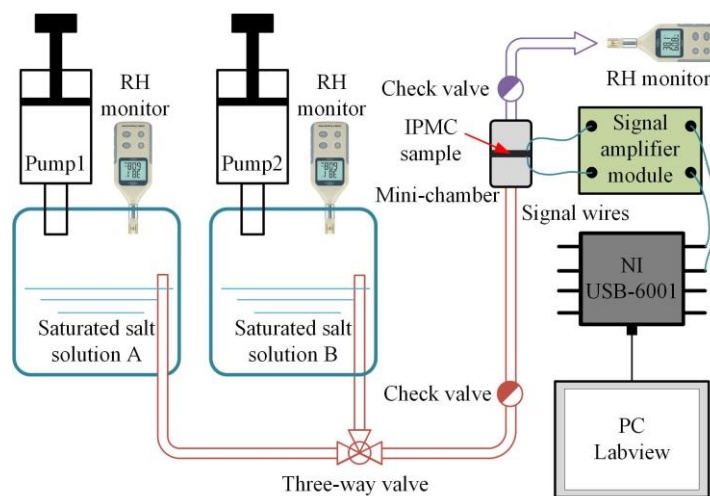 RH
monitor
Pump1
RH
monitor
Pump2
Saturated salt
solution A
Saturated salt
solution B
Three-way valve
Check valve
IPMC
sample
Mini-chamber
Signal wires
Check valve
RH monitor
Signal
amplifier
module
NI
USB-6001
PC
Labview